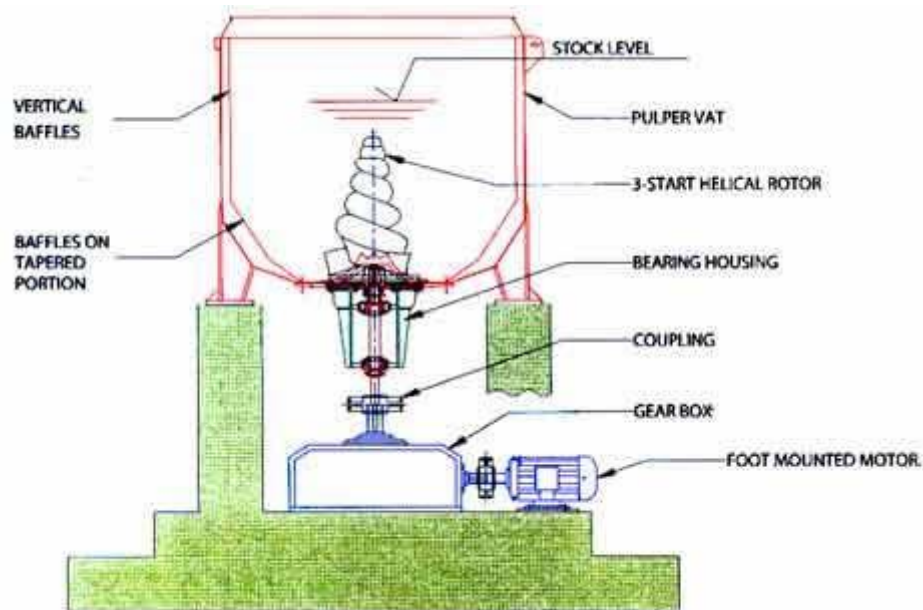 STOCK LEVEL
VERTICAL
BAFFLES
PULPER VAT
3-START HELICAL ROTOR
BAFFLES ON
TAPERED
PORTION
BEARING HOUSING
COUPLING
GEAR BOX
FOOT MOUNTED MOTOR